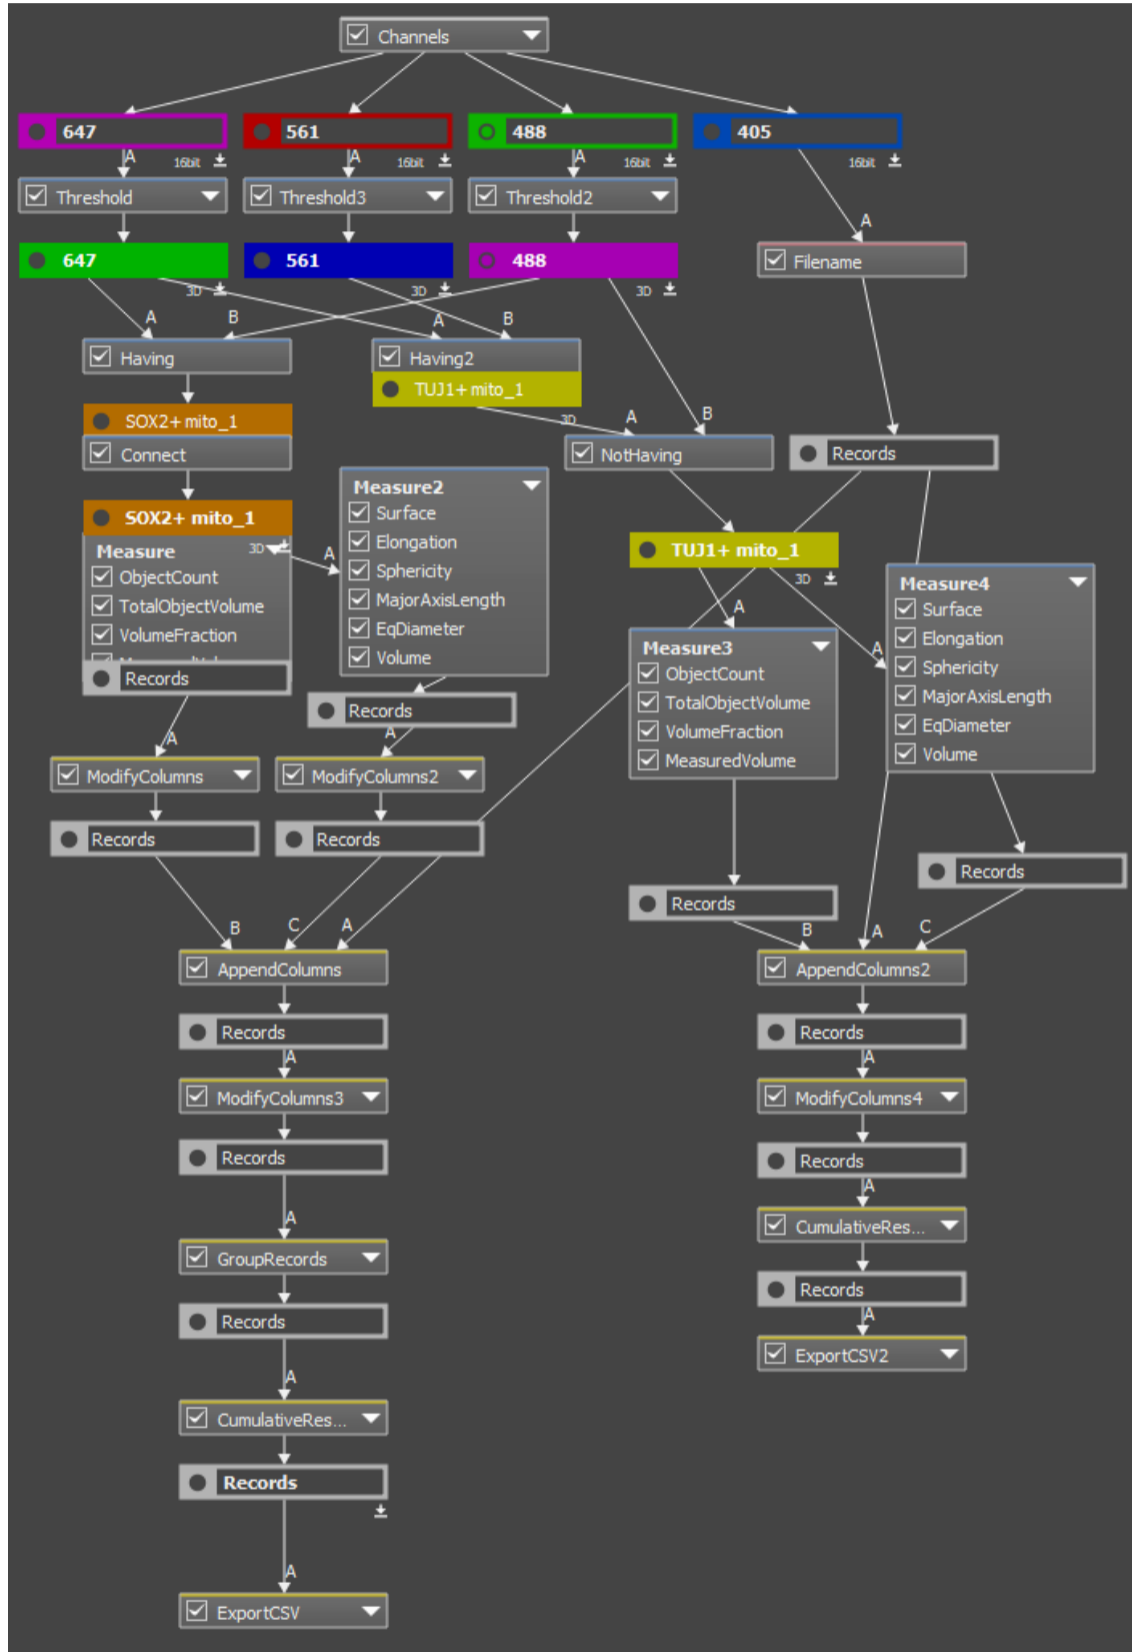 Channels
647
561
488
405
A
16bit
A
16bit
A
16bit
16bit
Threshold
Threshold3
Threshold2
A
647
561
488
Filename
3D
3D
3D
A
B
A
B
Having
Having2
TUJ1+ mito_1
SOX2+ mito_1
3D
A
B
Connect
NotHaving
Records
SOX2+ mito_1
Measure2
Surface
Elongation
Sphericity
MajorAxisLength
EqDiameter
Volume
Measure
3D
A
ObjectCount
TotalObjectVolume
VolumeFraction
Records
TUJ1+ mito_1
3D
A
A
Measure4
Surface
Elongation
Sphericity
MajorAxisLength
EqDiameter
Volume
Measure3
ObjectCount
TotalObjectVolume
VolumeFraction
MeasuredVolume
Records
A
A
ModifyColumns
ModifyColumns2
Records
Records
Records
Records
B
C
A
B
A
C
AppendColumns
AppendColumns2
Records
Records
A
A
ModifyColumns3
ModifyColumns4
Records
Records
A
A
CumulativeRes...
GroupRecords
Records
Records
A
ExportCSV2
A
CumulativeRes...
Records
A
ExportCSV